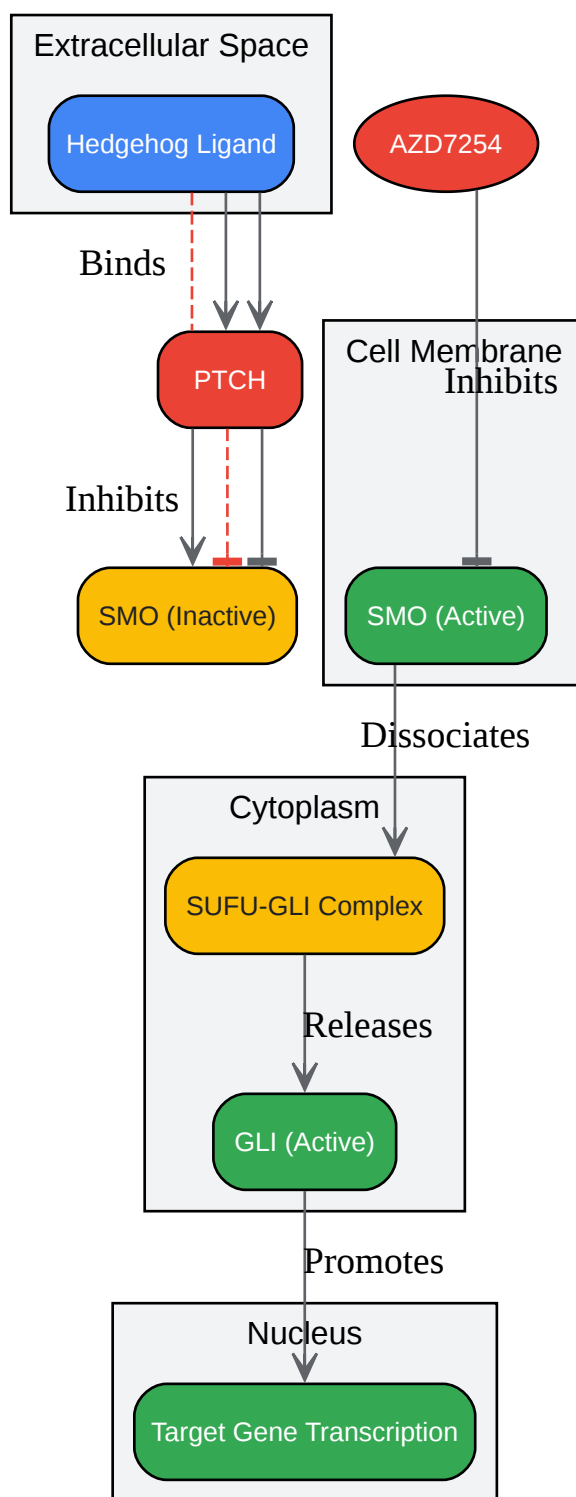 Extracellular Space
Hedgehog Ligand
AZD7254
Binds
Cell Membrane
PTCH
Inhibits
Inhibits
SMO (Inactive)
SMO (Active)
Dissociates
Cytoplasm
SUFU-GLI Complex
Releases
GLI (Active)
Promotes
Nucleus
Target Gene Transcription